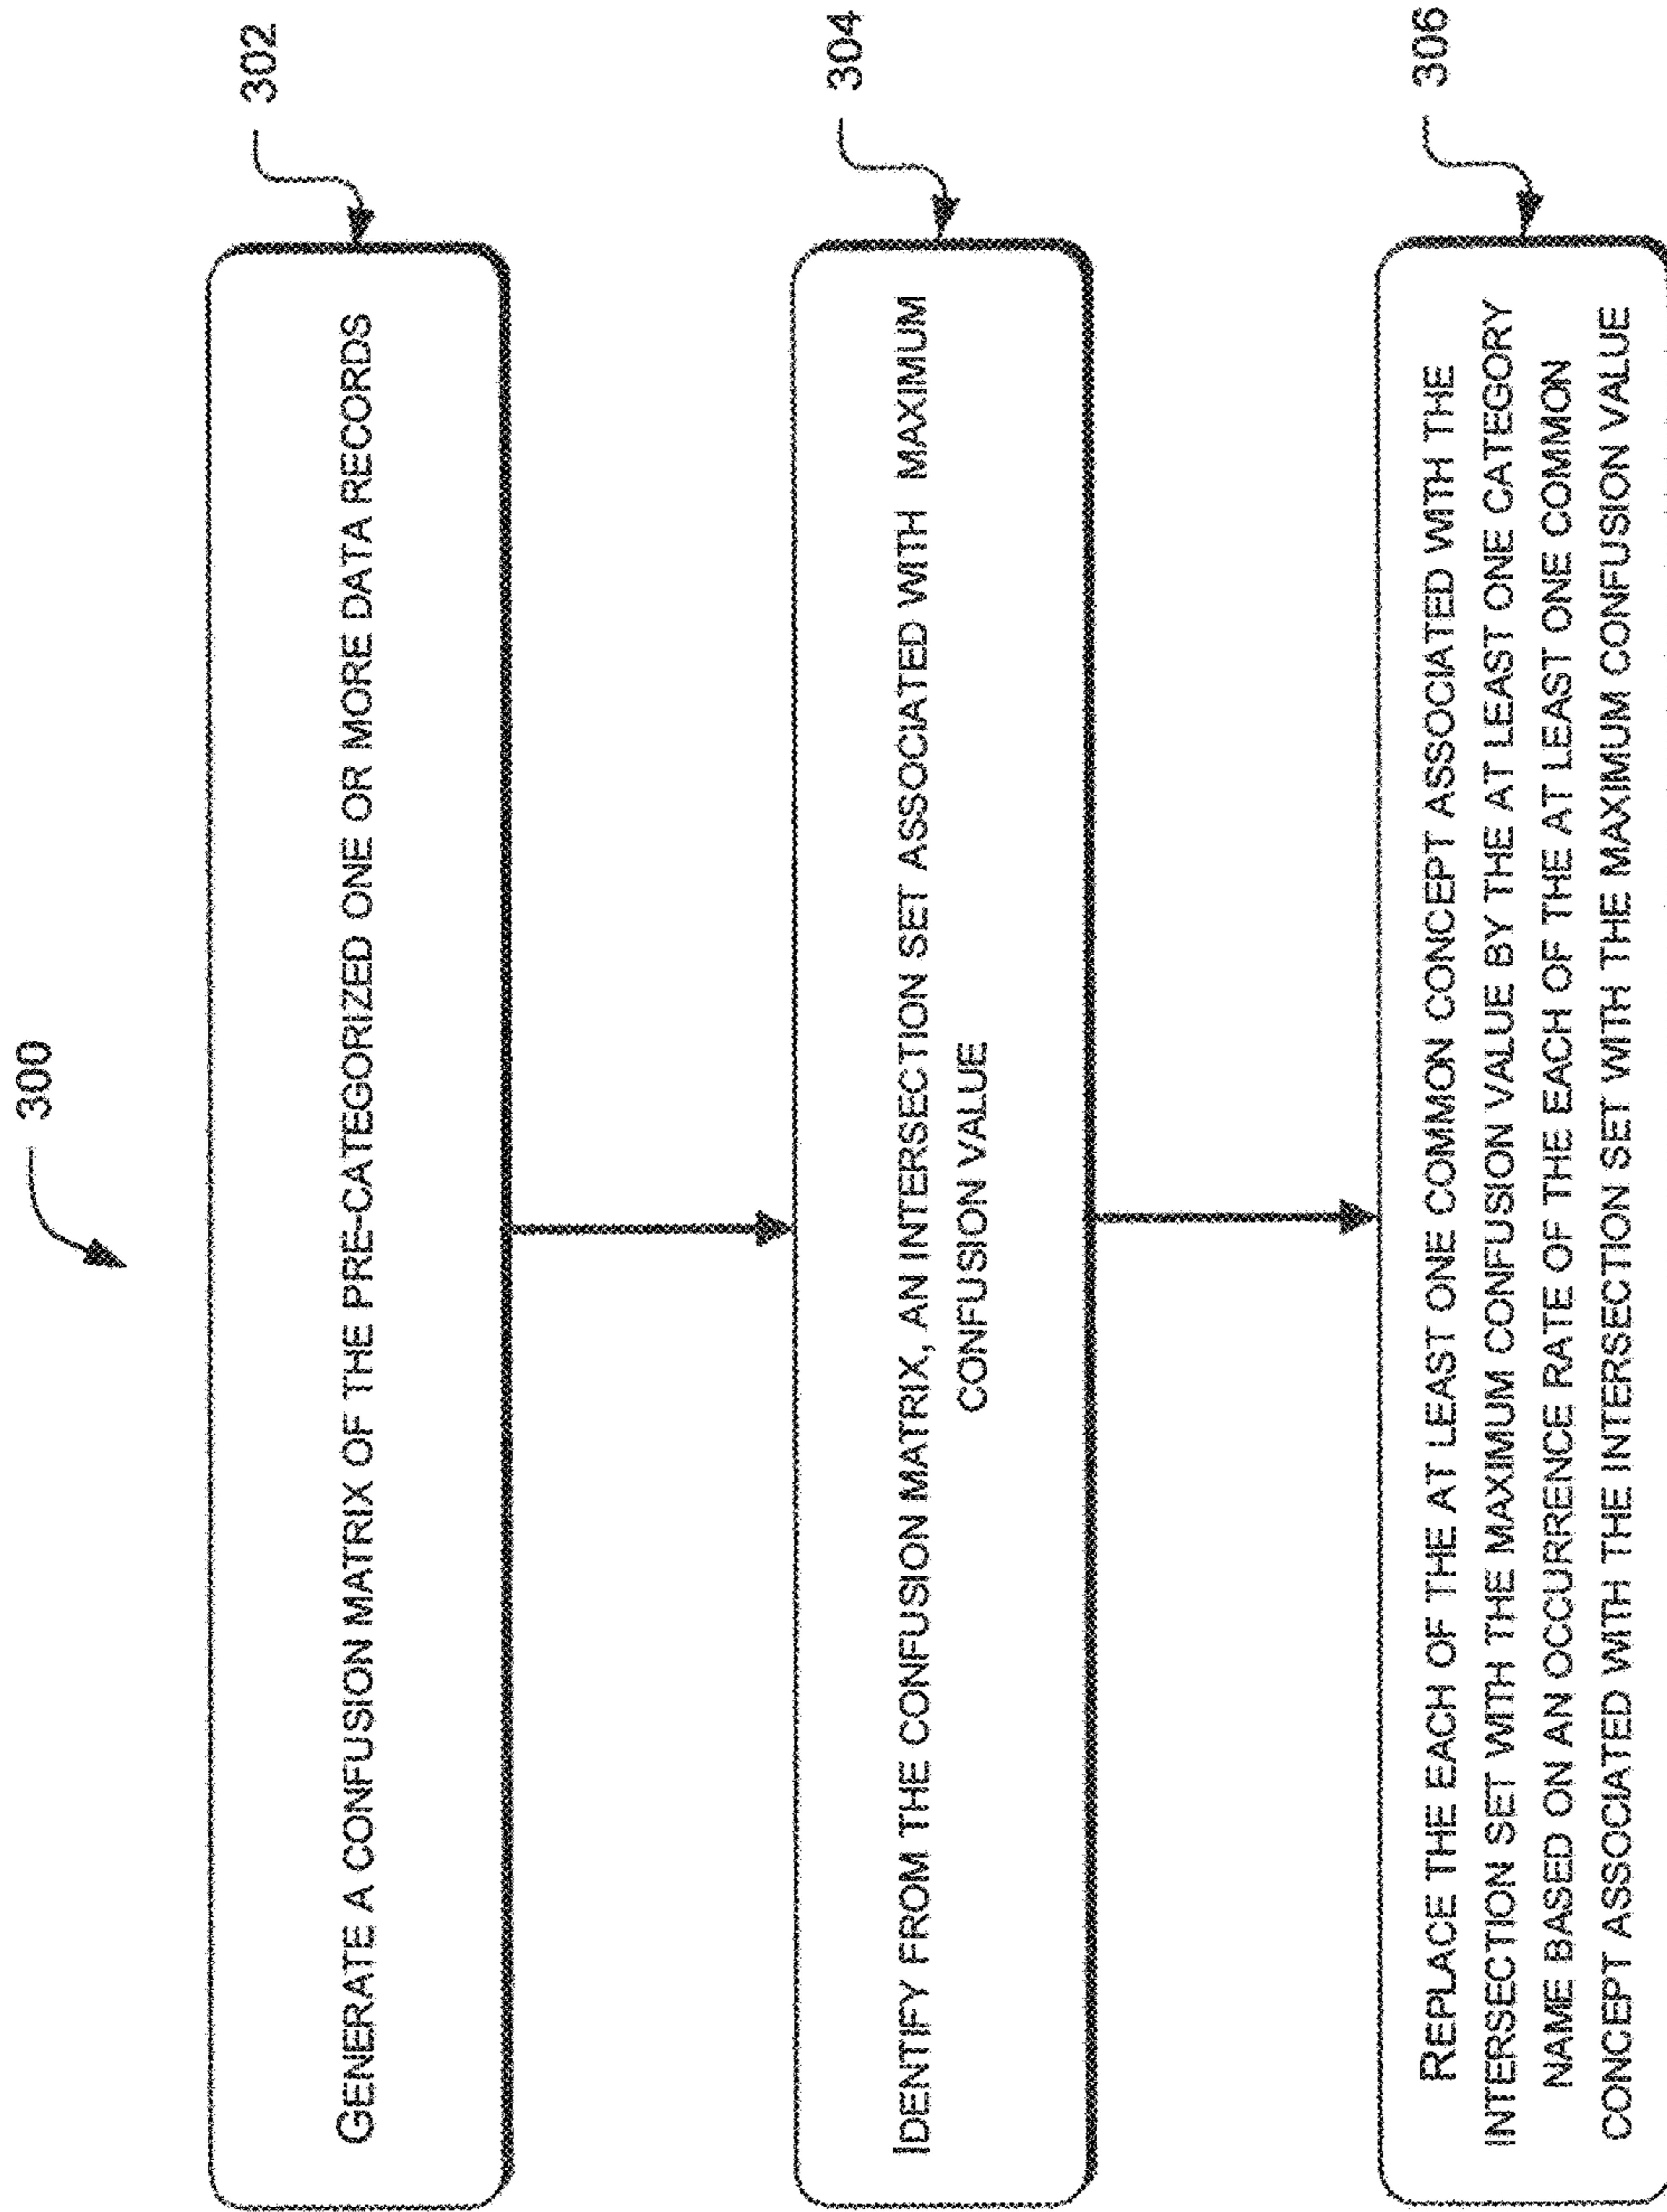 300
GENERATE A CONFUSION MATRIX OF THE PRE-CATEGORIZED ONE OR MORE DATA RECORDS
302
IDENTIFY FROM THE CONFUSION MATRIX, AN INTERSECTION SET ASSOCIATED WITH MAXIMUM
CONFUSION VALUE
304
REPLACE THE EACH OF THE AT LEAST ONE COMMON CONCEPT ASSOCIATED WITH THE
INTERSECTION SET WITH THE MAXIMUM CONFUSION VALUE BY THE AT LEAST ONE CATEGORY
NAME BASED ON AN OCCURRENCE RATE OF THE EACH OF THE AT LEAST ONE COMMON
CONCEPT ASSOCIATED WITH THE INTERSECTION SET WITH THE MAXIMUM CONFUSION VALUE
306